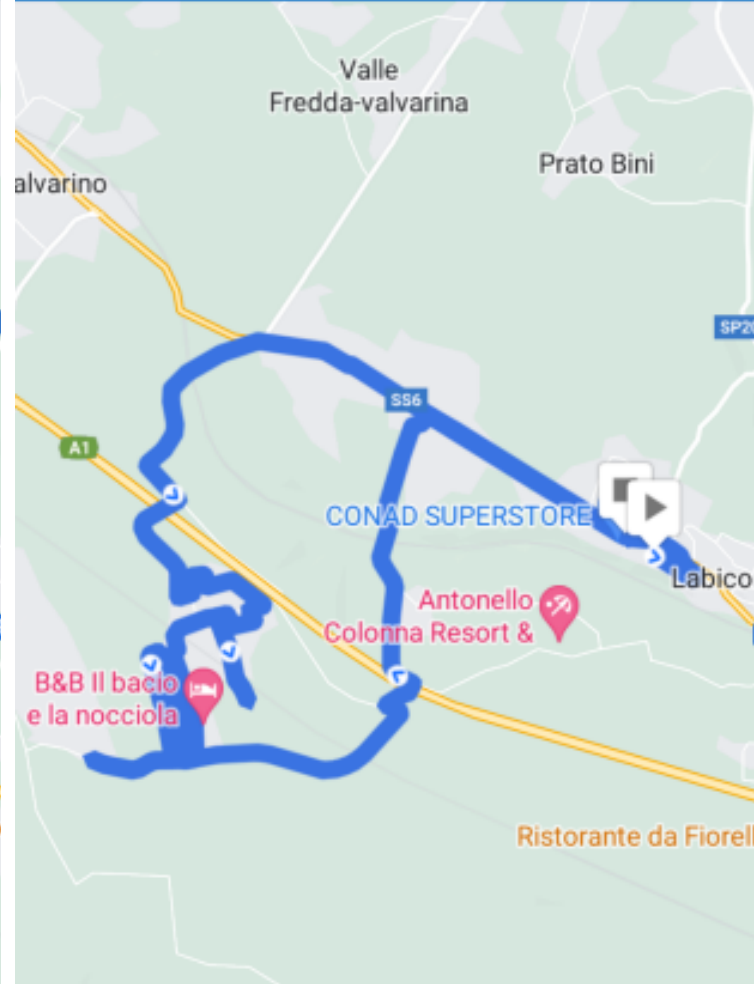 Valle
Fredda-valvarina
Prato Bini
alvarino
SP20
SS6
A1
CONAD SUPERSTORE
Labico
Antonello
Colonna Resort &
B&B Il bacio
e la nocciola
Ristorante da Fiorell